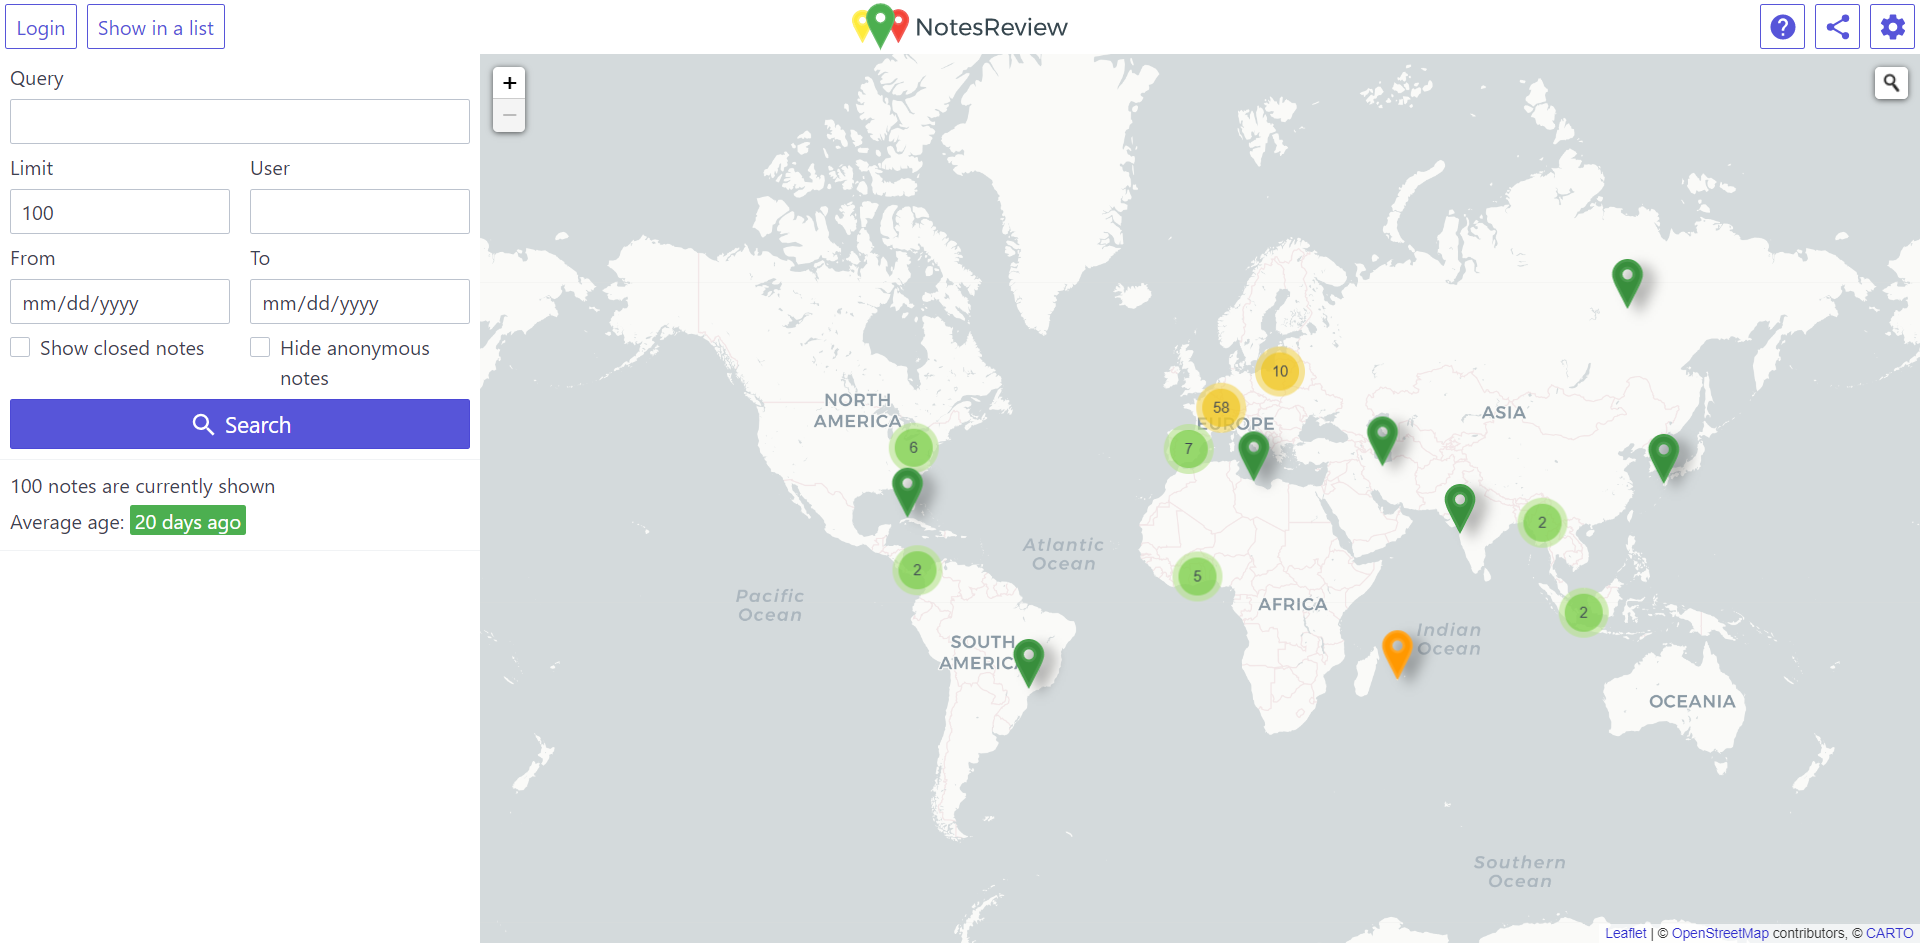 Login
Show in a list
NotesReview
Query
Limit
User
100
From
To
mm/dd/yyyy
mm/dd/yyyy
Show closed notes
Hide anonymous
notes
Search
100 notes are currently shown
Average age: 20 days ago
+
−
NORTH
AMERICA
6
2
Pacific
Ocean
Atlantic
Ocean
SOUTH
AMERICA
10
58
EUROPE
7
ASIA
5
AFRICA
2
2
Indian
Ocean
OCEANIA
Southern
Ocean
Leaflet | © OpenStreetMap contributors, © CARTO